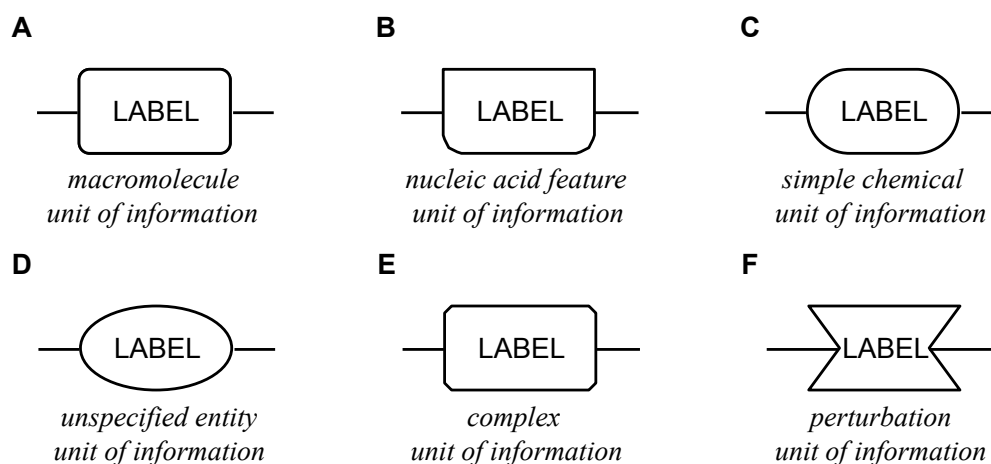 A
B
C
LABEL
LABEL
LABEL
macromolecule
unit of information
nucleic acid feature
unit of information
simple chemical
unit of information
D
E
F
LABEL
LABEL
LABEL
unspecified entity
unit of information
complex
unit of information
perturbation
unit of information